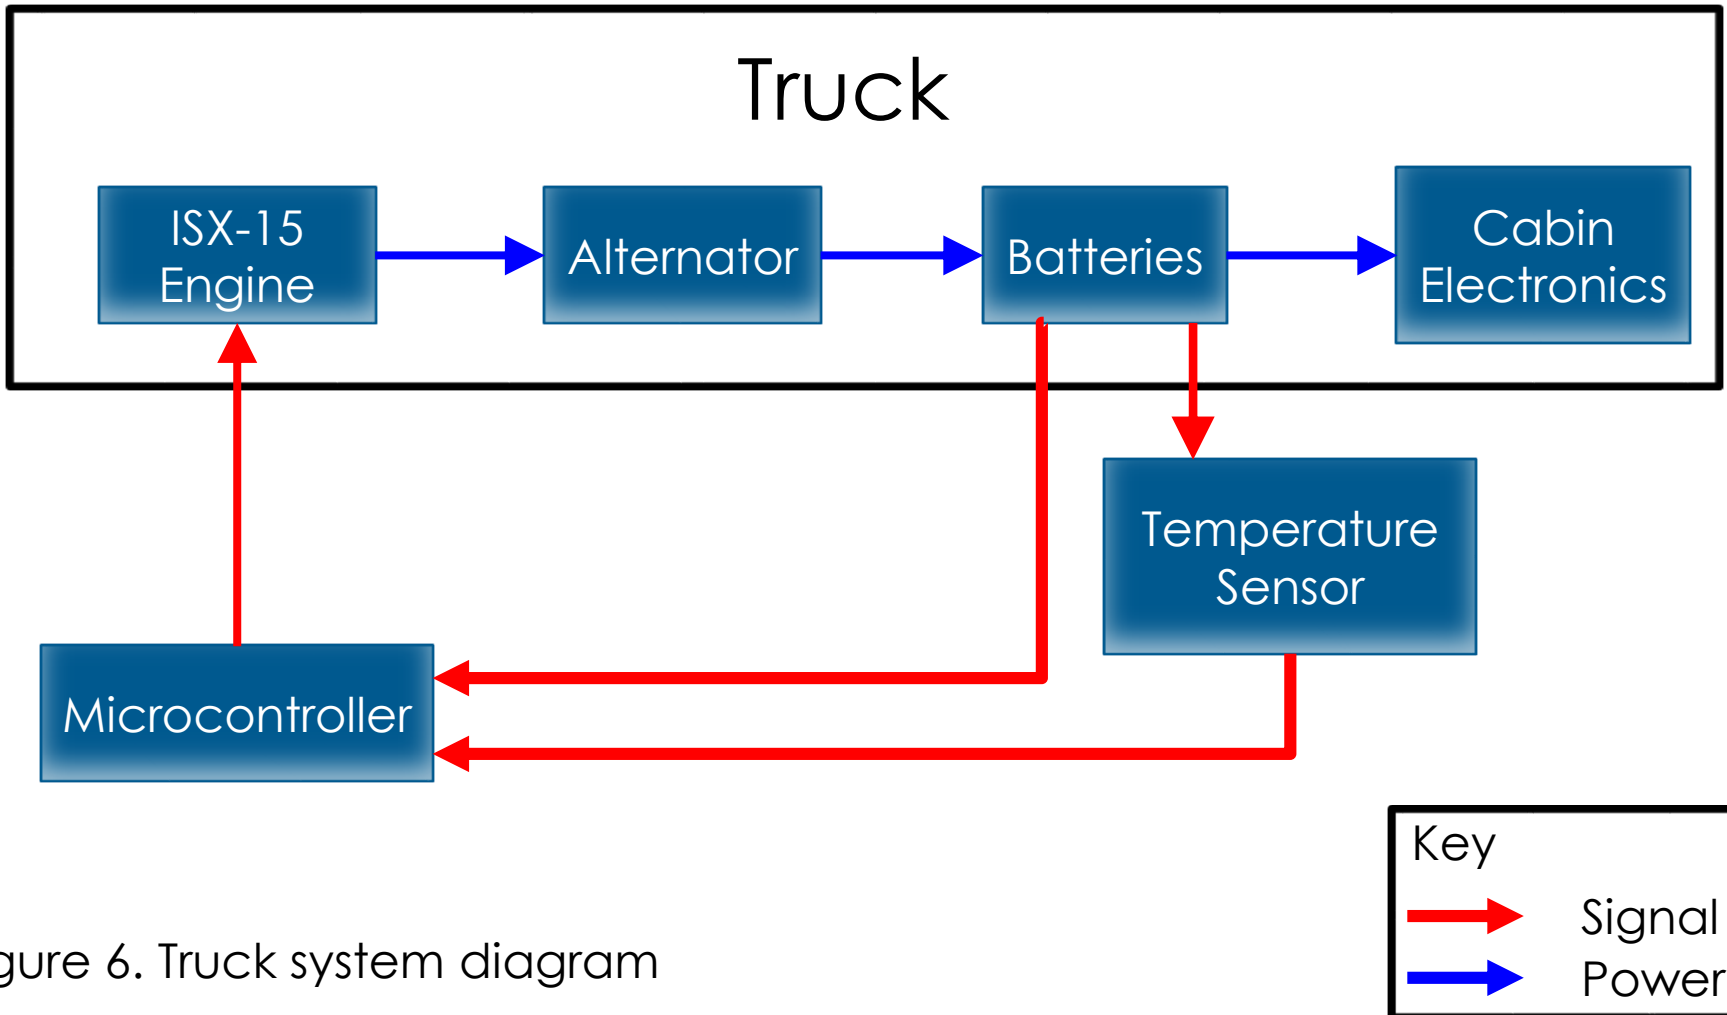 Truck
ISX-15
Engine
Alternator
Batteries
Cabin
Electronics
Temperature
Sensor
Microcontroller
Key
Signal
Power
gure 6. Truck system diagram